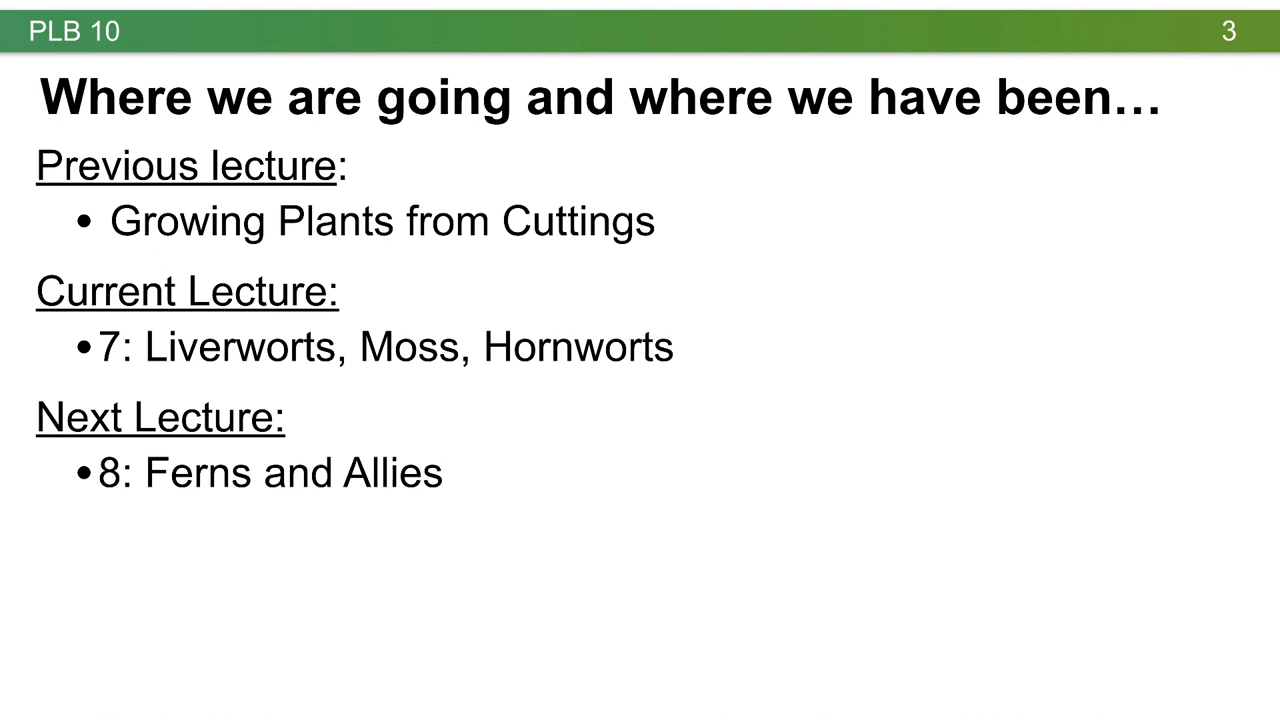 PLB 10
3
Where we are going and where we have been…
Previous lecture:
• Growing Plants from Cuttings
Current Lecture:
•7: Liverworts, Moss, Hornworts
Next Lecture:
•8: Ferns and Allies